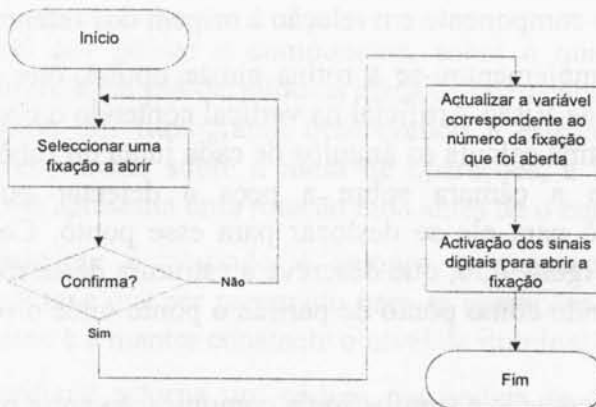 Início
Seleccionar uma
fixação a abrir
Confirma?
Não
Sim
Actualizar a variável
correspondente ao
número da fixação
que foi aberta
Activação dos sinais
digitais para abrir a
fixação
Fim